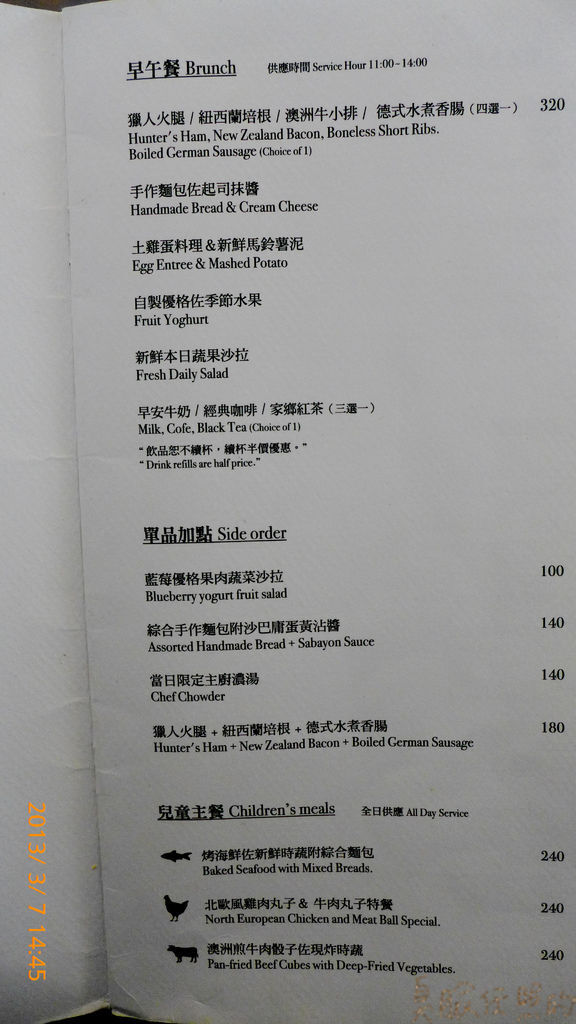 早午餐 Brunch 供應時間 Service Hour 11:00~14:00
獵人火腿 / 紐西蘭培根 / 澳洲牛小排 / 德式水煮香腸 (四選一) 320
Hunter's Ham, New Zealand Bacon, Boneless Short Ribs.
Boiled German Sausage (Choice of 1)
手作麵包佐起司抹醬
Handmade Bread & Cream Cheese
土雞蛋料理＆新鮮馬鈴薯泥
Egg Entree & Mashed Potato
自製優格佐季節水果
Fruit Yoghurt
新鮮本日蔬果沙拉
Fresh Daily Salad
早安牛奶 / 經典咖啡 / 家鄉紅茶 (三選一)
Milk, Cofe, Black Tea (Choice of 1)
“飲品恕不續杯，續杯半價優惠。”
“Drink refills are half price.”
單品加點 Side order
藍莓優格果肉蔬菜沙拉 100
Blueberry yogurt fruit salad
綜合手作麵包附沙巴庸蛋黃沾醬 140
Assorted Handmade Bread + Sabayon Sauce
當日限定主廚濃湯 140
Chef Chowder
獵人火腿 + 紐西蘭培根 + 德式水煮香腸 180
Hunter's Ham + New Zealand Bacon + Boiled German Sausage
兒童主餐 Children's meals 全日供應 All Day Service
烤海鮮佐新鮮時蔬附綜合麵包 240
Baked Seafood with Mixed Breads.
北歐風雞肉丸子 & 牛肉丸子特餐 240
North European Chicken and Meat Ball Special.
澳洲煎牛肉骰子佐現炸時蔬 240
Pan-fried Beef Cubes with Deep-Fried Vegetables.
2013/ 3/ 7 14:45